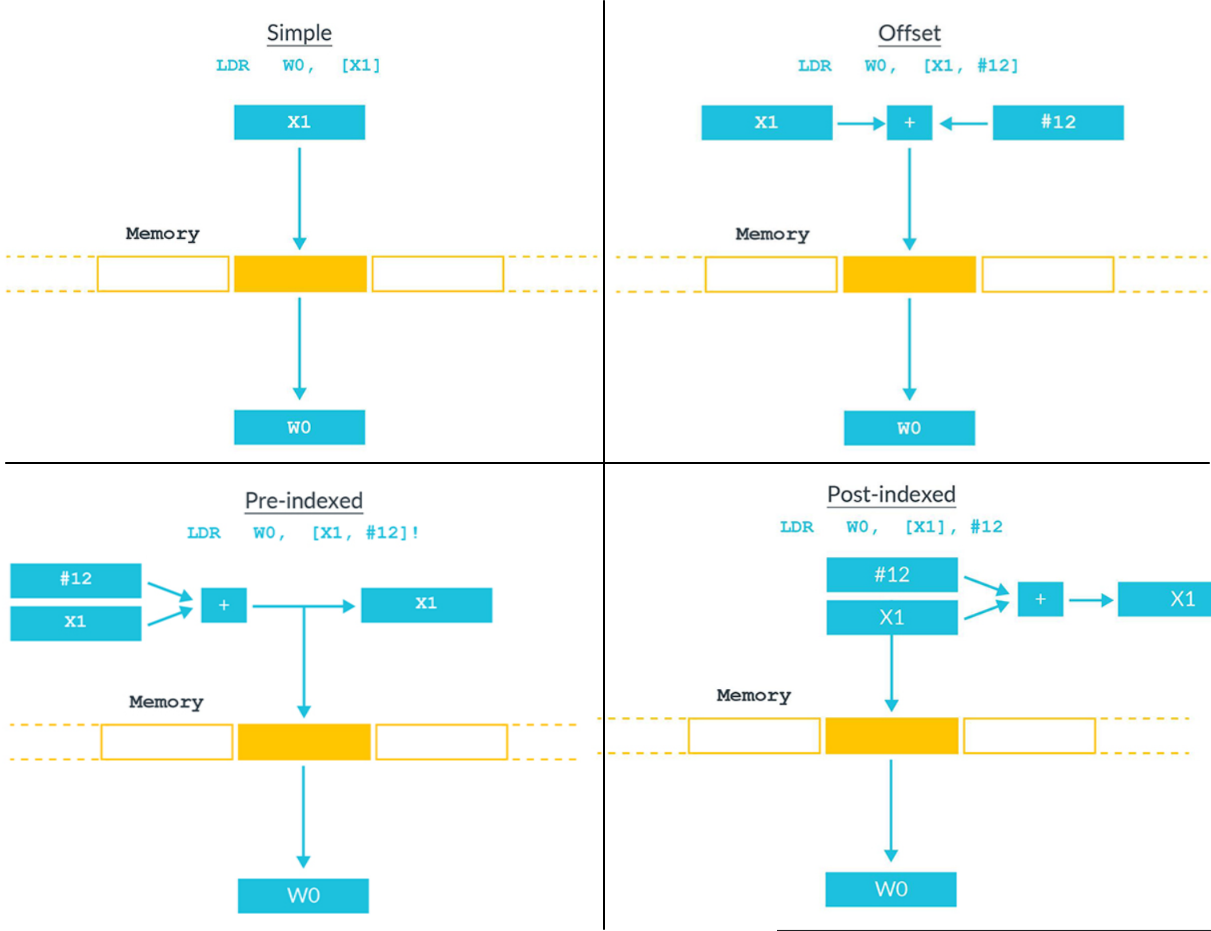 Simple
LDR W0, [X1]
X1
Memory
W0
Offset
LDR W0, [X1, #12]
X1 + #12
Memory
W0
Pre-indexed
LDR W0, [X1, #12]!
#12
+ X1
X1
Memory
W0
Post-indexed
LDR W0, [X1], #12
#12
+ X1
X1
Memory
W0